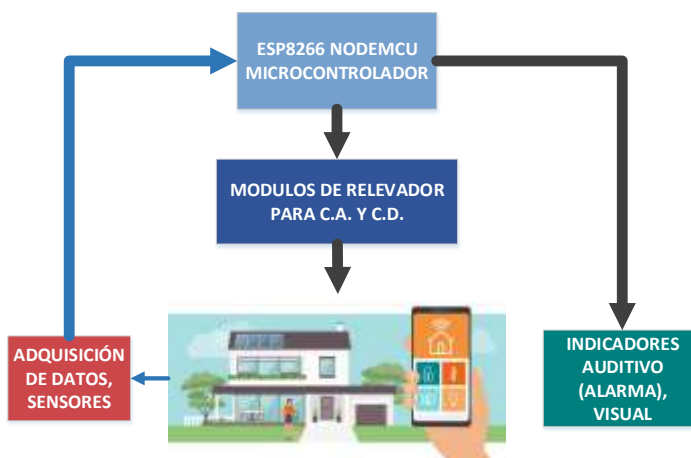 ESP8266 NODEMCU
MICROCONTROLADOR
MODULOS DE RELEVADOR
PARA C.A. Y C.D.
ADQUISICIÓN
DE DATOS,
SENSORES
INDICADORES
AUDITIVO
(ALARMA),
VISUAL